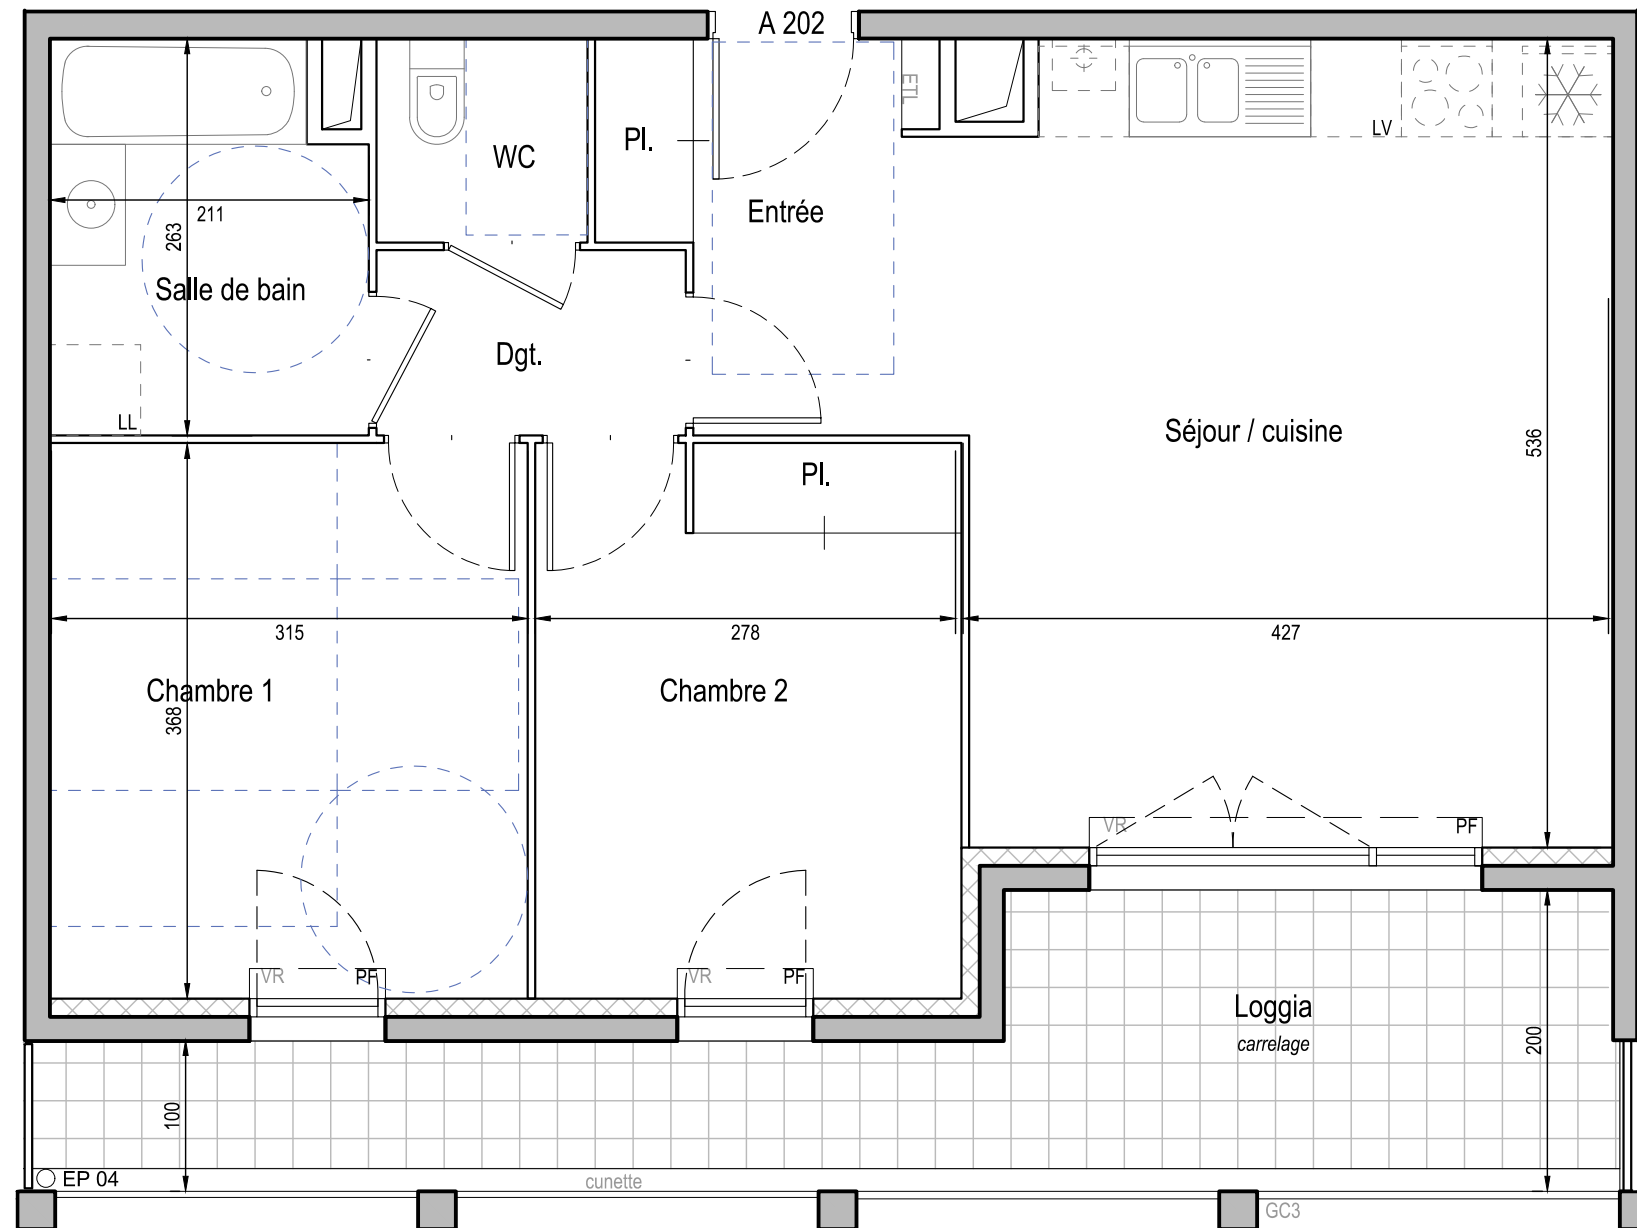 A 202
ETL
LV
WC
Pl.
Entrée
211
263
Salle de bain
Dgt.
LL
Séjour / cuisine
536
Pl.
315
278
427
Chambre 1
368
Chambre 2
VR
PF
VR
PF
VR
PF
Loggia
carrelage
200
100
EP 04
cunette
GC3